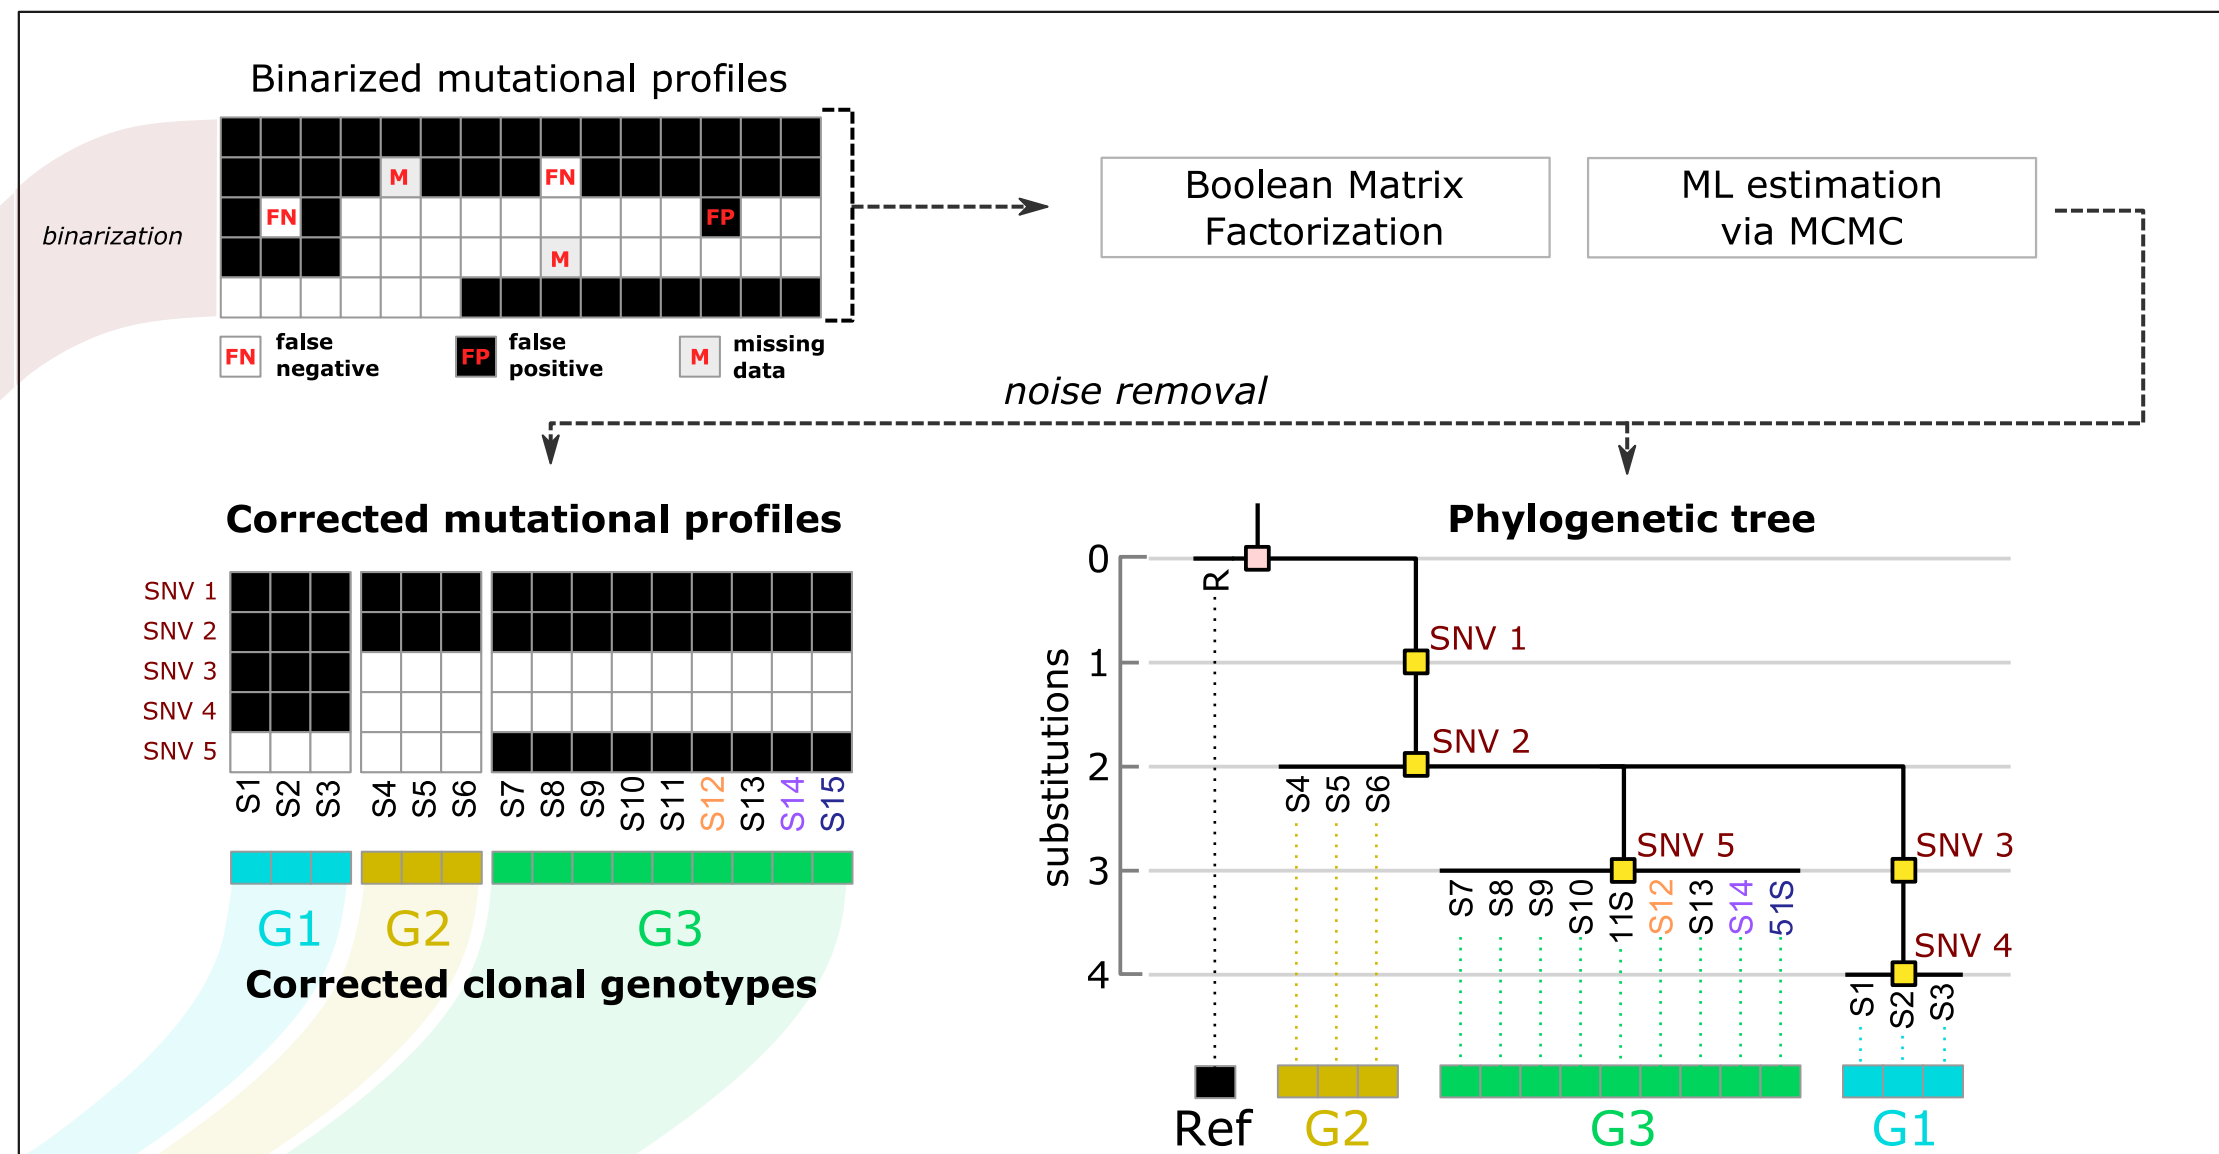 Binarized mutational profiles
M
FN
FN
FP
M
binarization
FN
false
negative
FP
false
positive
M
missing
data
Boolean Matrix
Factorization
ML estimation
via MCMC
noise removal
Corrected mutational profiles
SNV 1
SNV 2
SNV 3
SNV 4
SNV 5
S1
S2
S3
S4
S5
S6
S7
S8
S9
S10
S11
S12
S13
S14
S15
G1
G2
G3
Corrected clonal genotypes
Phylogenetic tree
substitutions
0
1
2
3
4
R
SNV 1
SNV 2
S4
S5
S6
SNV 5
SNV 3
S7
S8
S9
S10
11S
S12
S13
S14
51S
SNV 4
S1
S2
S3
Ref
G2
G3
G1